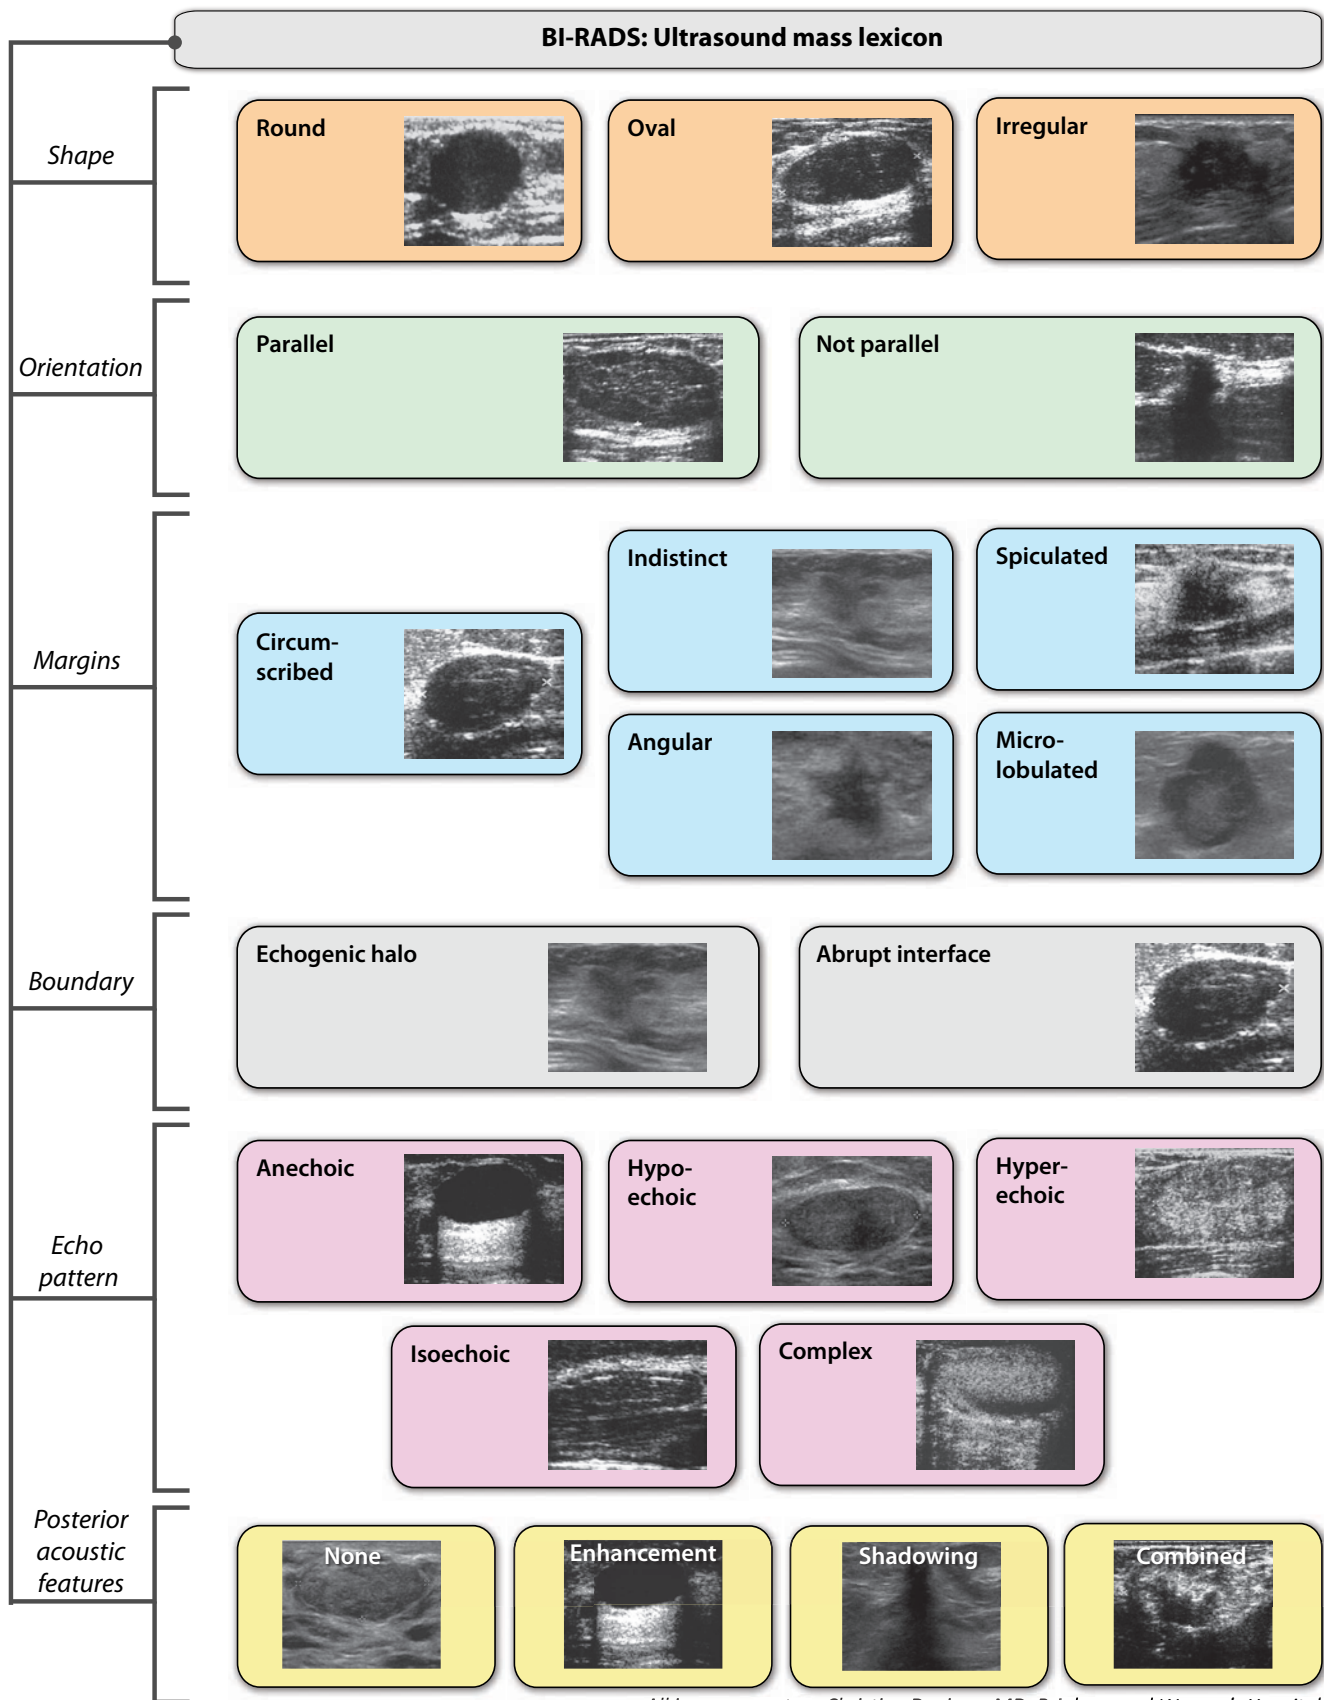 BI-RADS: Ultrasound mass lexicon
Shape
Round
Oval
Irregular
Orientation
Parallel
Not parallel
Margins
Circum-
scribed
Indistinct
Spiculated
Angular
Micro-
lobulated
Boundary
Echogenic halo
Abrupt interface
Echo
pattern
Anechoic
Hypo-
echoic
Hyper-
echoic
Isoechoic
Complex
Posterior
acoustic
features
None
Enhancement
Shadowing
Combined